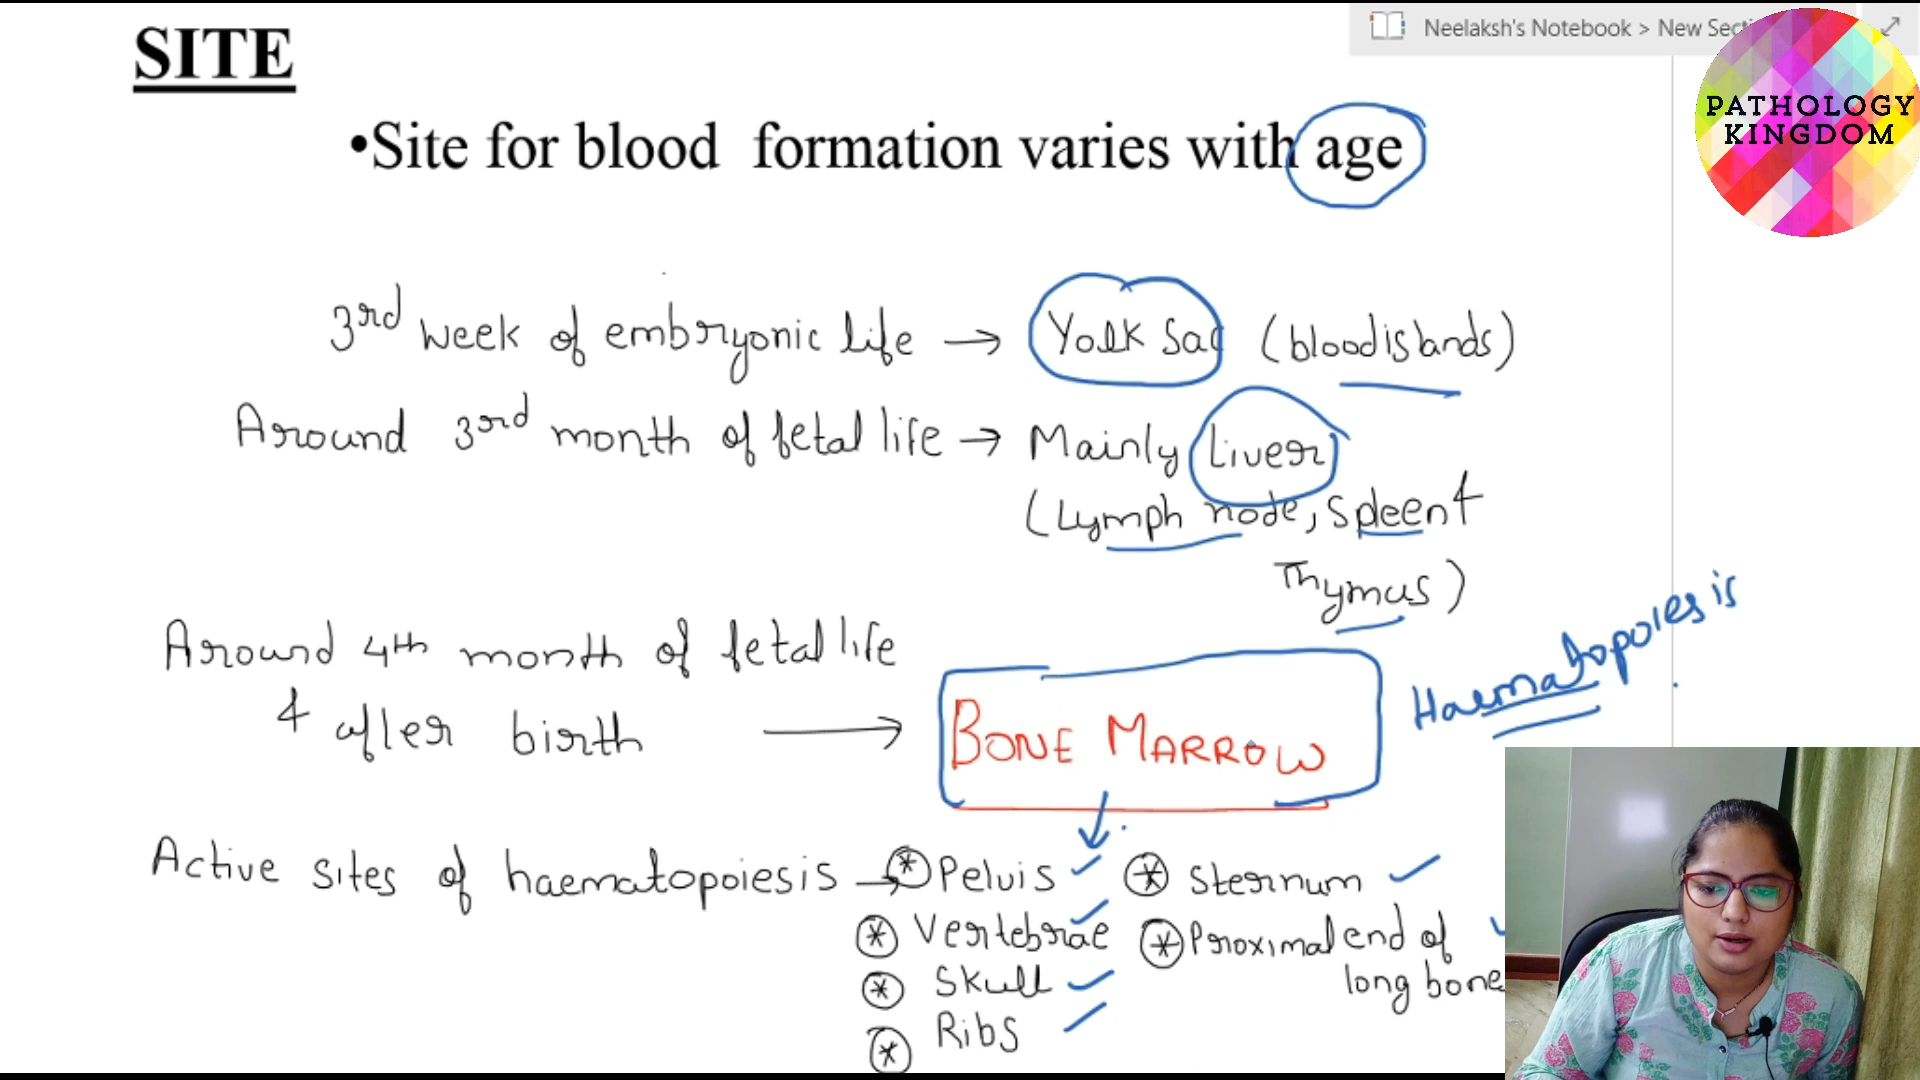 SITE
Neelaksh's Notebook > New Secti
PATHOLOGY
KINGDOM
•Site for blood formation varies with age
3rd week of embryonic life → Yolk Sac (blood islands)
Around 3rd month of fetal life → Mainly Liver
(Lymph node, Spleen &
Thymus)
Haematopoiesis
Around 4th month of fetal life
& after birth → BONE MARROW
Active sites of haematopoiesis → * Pelvis ✓ * Sternum ✓
* Vertebrae ✓ * Proximal end of
* Skull ✓ long bone
* Ribs ✓